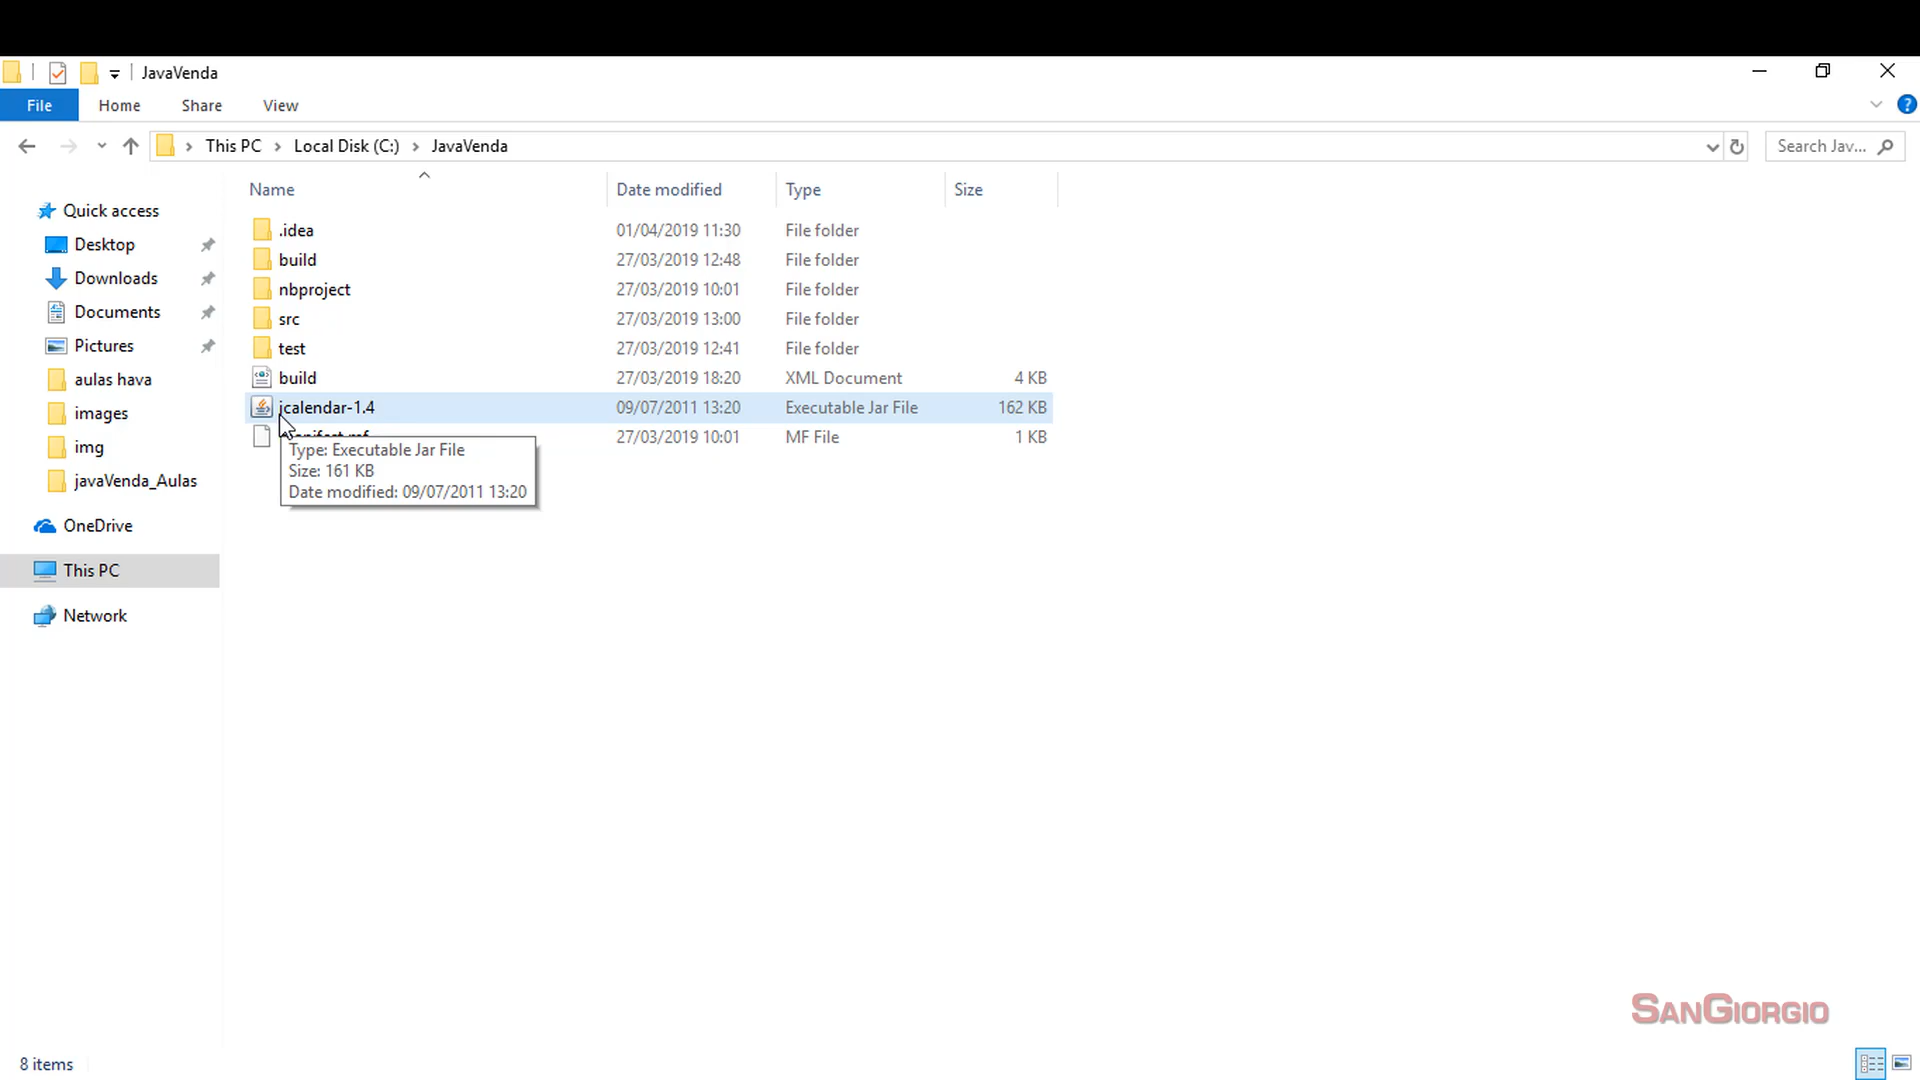 JavaVenda
File Home Share View
This PC Local Disk (C:) JavaVenda
Search Jav...
Name Date modified Type Size
Quick access
Desktop
Downloads
Documents
Pictures
aulas hava
images
img
javaVenda_Aulas
OneDrive
This PC
Network
.idea 01/04/2019 11:30 File folder
build 27/03/2019 12:48 File folder
nbproject 27/03/2019 10:01 File folder
src 27/03/2019 13:00 File folder
test 27/03/2019 12:41 File folder
build 27/03/2019 18:20 XML Document 4 KB
jcalendar-1.4 09/07/2011 13:20 Executable Jar File 162 KB
27/03/2019 10:01 MF File 1 KB
Type: Executable Jar File
Size: 161 KB
Date modified: 09/07/2011 13:20
SanGiorgio
8 items